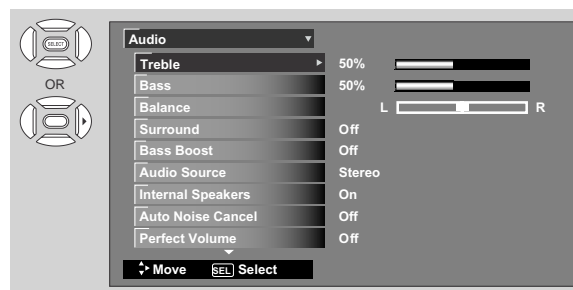 SELECT
OR
Audio
Treble 50%
Bass 50%
Balance L R
Surround Off
Bass Boost Off
Audio Source Stereo
Internal Speakers On
Auto Noise Cancel Off
Perfect Volume Off
Move SEL Select